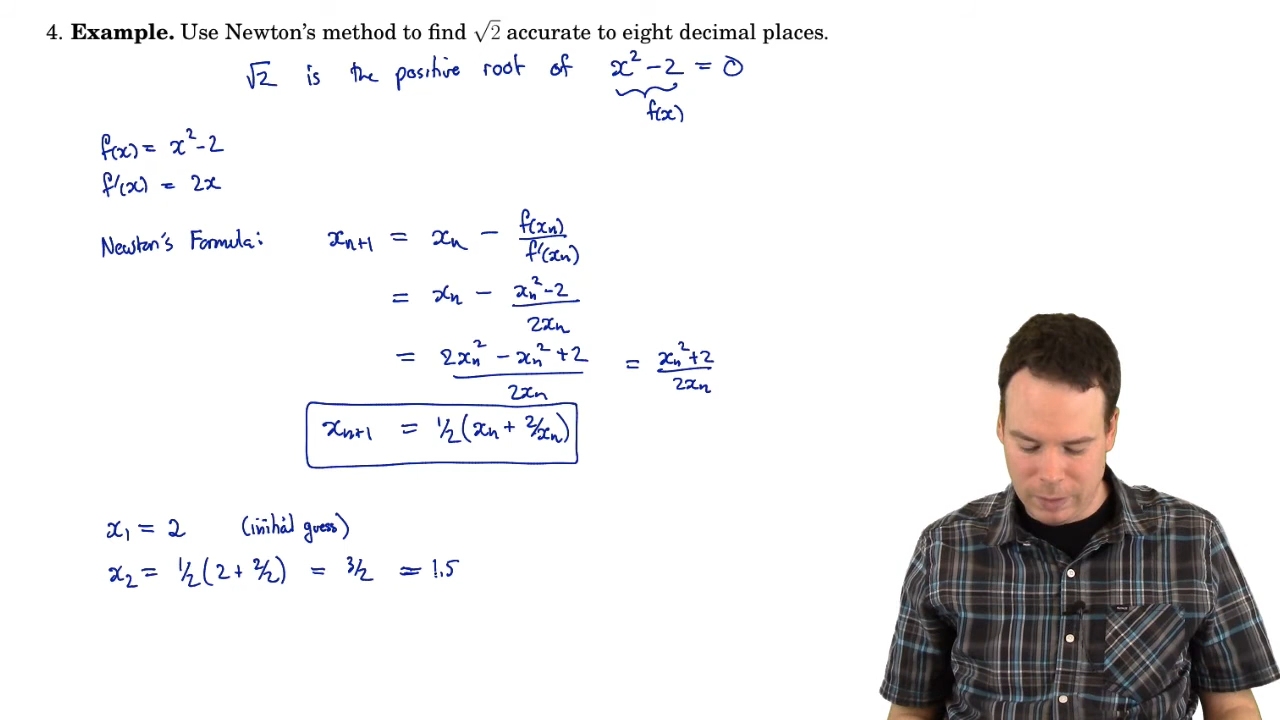 4. Example. Use Newton's method to find √2 accurate to eight decimal places.
√2 is the positive root of x² − 2 = 0
f(x)
f(x) = x² − 2
f'(x) = 2x
Newton's Formula: xₙ₊₁ = xₙ − f(xₙ)/f'(xₙ)
= xₙ − (xₙ² − 2)/2xₙ
= (2xₙ² − xₙ² + 2)/2xₙ = (xₙ² + 2)/2xₙ
xₙ₊₁ = 1/2(xₙ + 2/xₙ)
x₁ = 2 (initial guess)
x₂ = 1/2(2 + 2/2) = 3/2 = 1.5